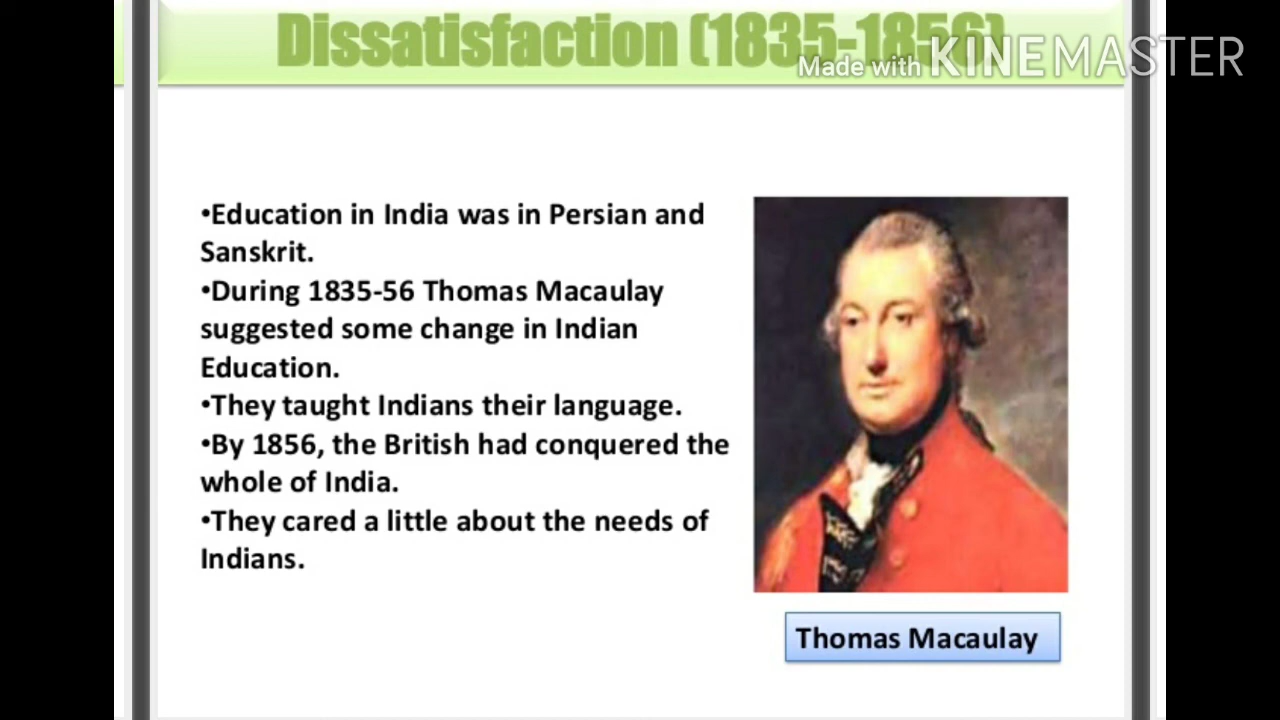 Dissatisfaction (1835-1856)
Made with KINEMASTER
•Education in India was in Persian and
Sanskrit.
•During 1835-56 Thomas Macaulay
suggested some change in Indian
Education.
•They taught Indians their language.
•By 1856, the British had conquered the
whole of India.
•They cared a little about the needs of
Indians.
Thomas Macaulay